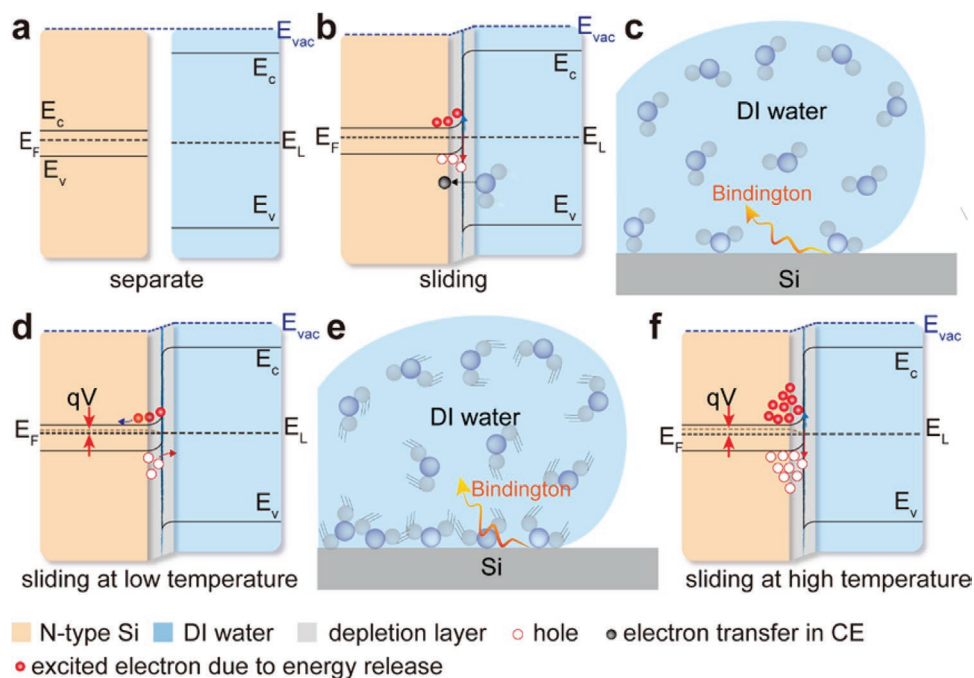 a
E_vac
E_c
E_c
E_F
E_L
E_v
E_v
separate
b
E_c
E_c
E_F
E_L
E_v
E_v
sliding
c
DI water
Bindington
Si
d
E_vac
E_c
qV
E_F
E_L
E_v
sliding at low temperature
e
DI water
Bindington
Si
f
E_vac
E_c
qV
E_F
E_L
E_v
sliding at high temperature
N-type Si DI water depletion layer hole electron transfer in CE
excited electron due to energy release